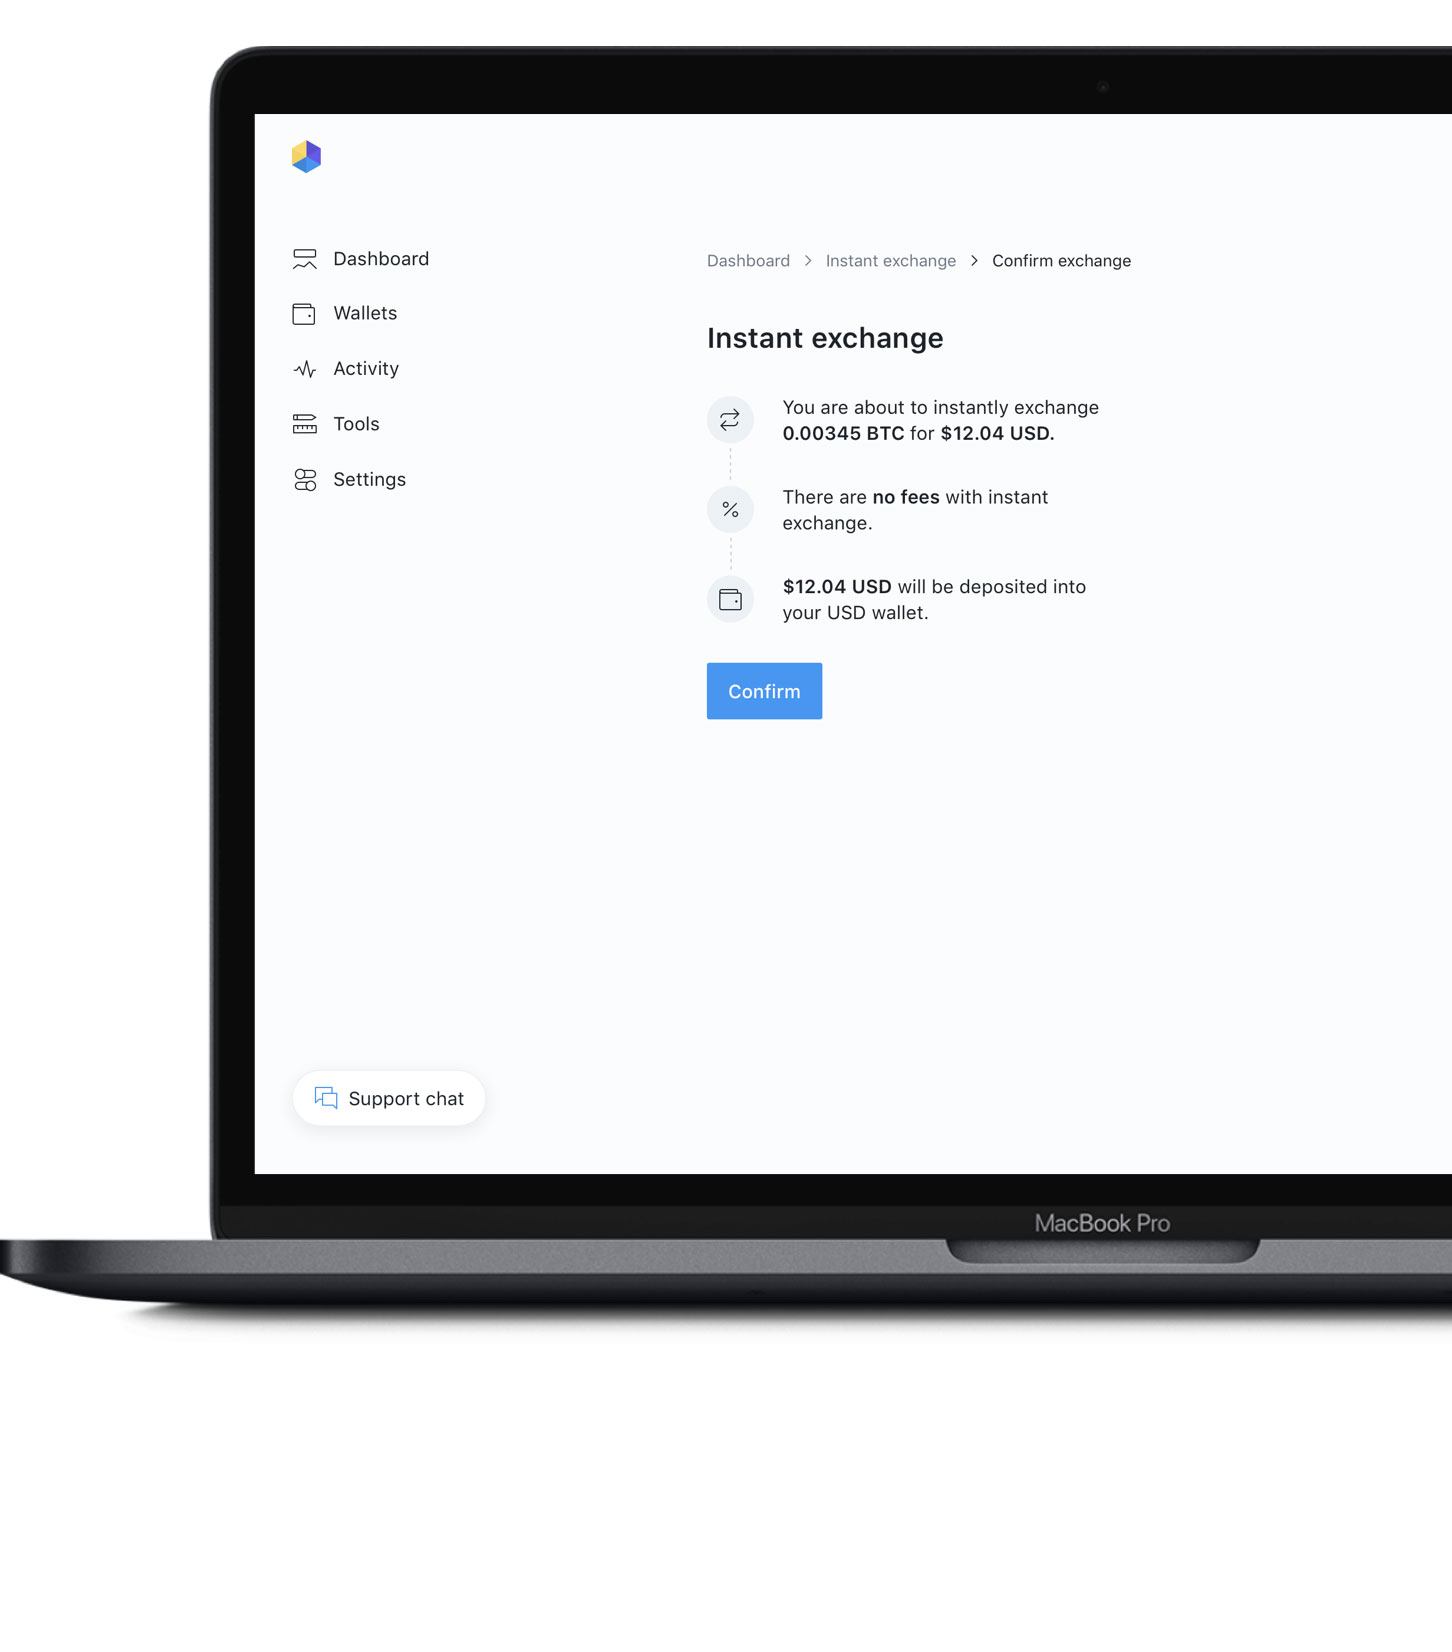 Dashboard
Wallets
Activity
Tools
Settings
Dashboard > Instant exchange > Confirm exchange
Instant exchange
You are about to instantly exchange
0.00345 BTC for $12.04 USD.
There are no fees with instant
exchange.
$12.04 USD will be deposited into
your USD wallet.
Confirm
Support chat
MacBook Pro